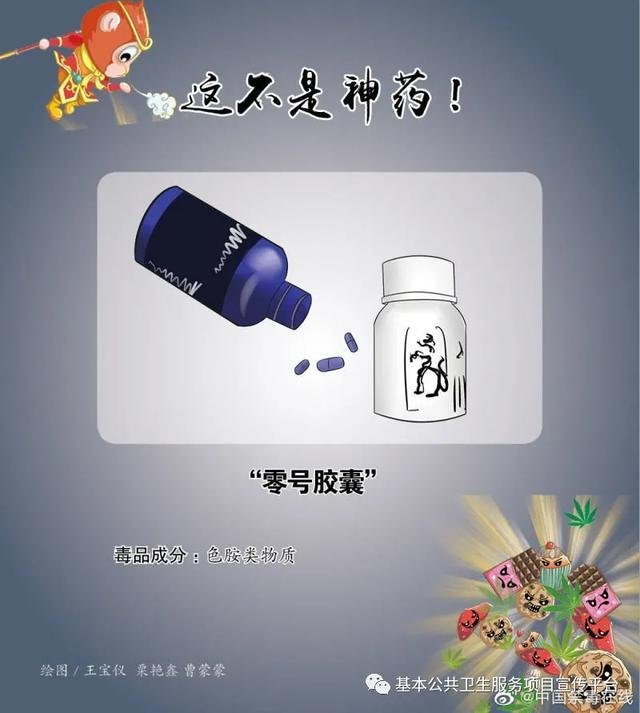 这不是神药！
“零号胶囊”
毒品成分：色胺类物质
绘图/王宝仪 栗艳鑫 曹蒙蒙
基本公共卫生服务项目宣传平台
@中国禁毒在线